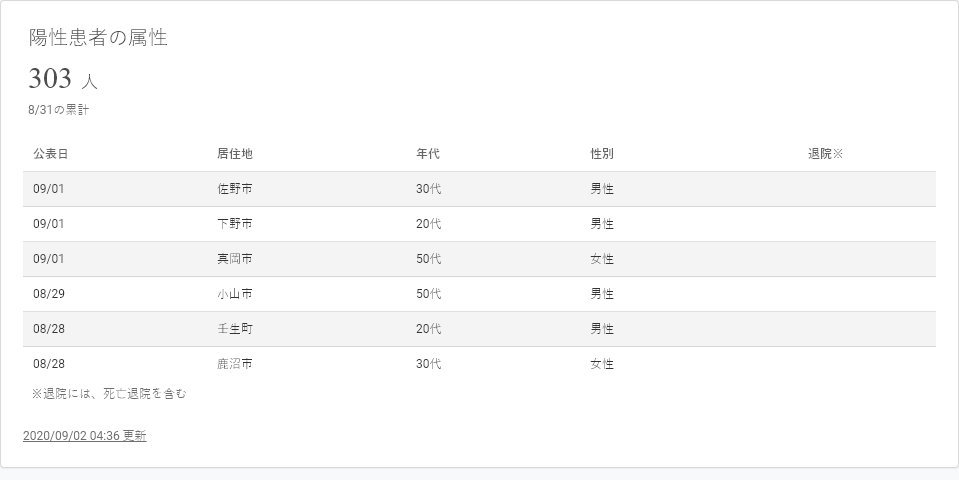 陽性患者の属性
303 人
8/31の累計
公表日 居住地 年代 性別 退院※
09/01 佐野市 30代 男性
09/01 下野市 20代 男性
09/01 真岡市 50代 女性
08/29 小山市 50代 男性
08/28 壬生町 20代 男性
08/28 鹿沼市 30代 女性
※退院には、死亡退院を含む
2020/09/02 04:36 更新